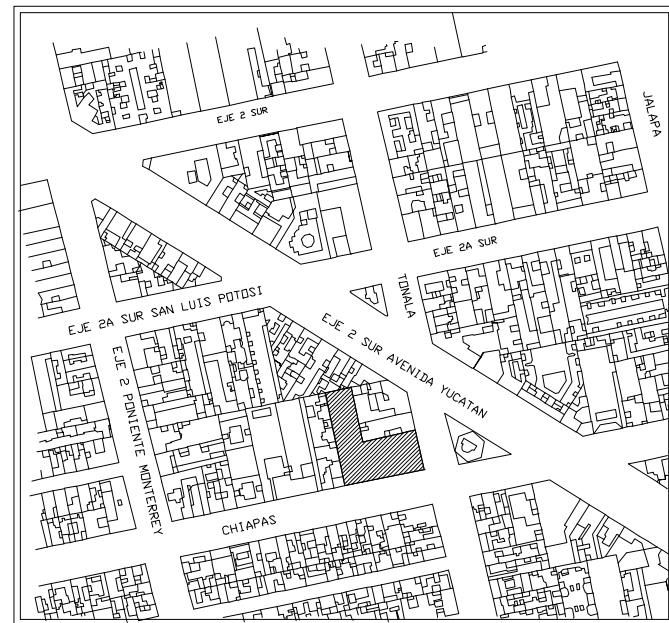 EJE 2 SUR
JALAPA
EJE 2A SUR
TONALA
EJE 2A SUR SAN LUIS POTOSI
EJE 2 SUR AVENIDA YUCATAN
EJE 2 PONIENTE MONTERREY
CHIAPAS